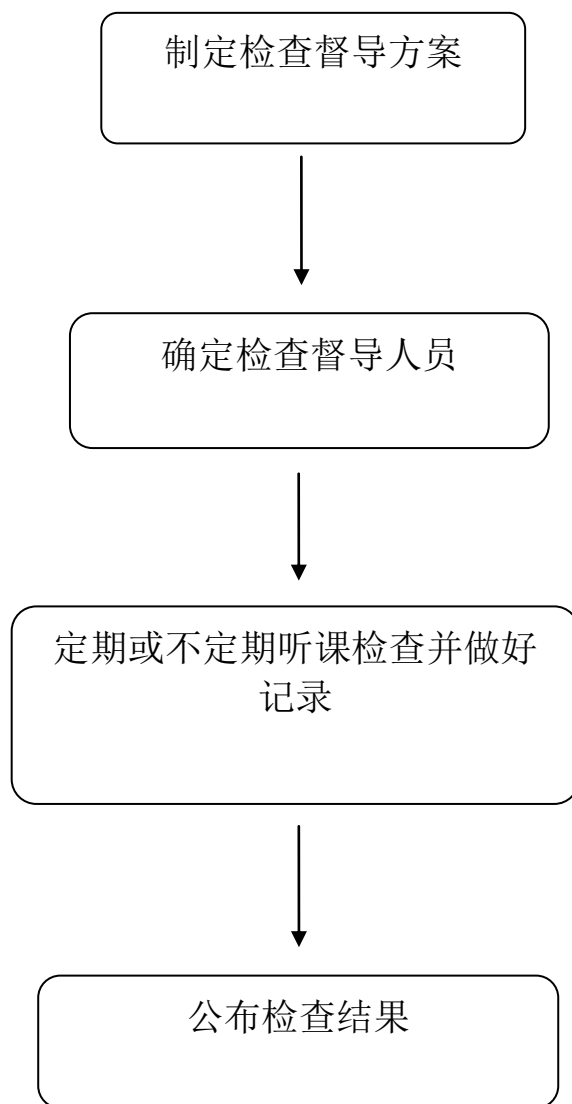 制定检查督导方案
确定检查督导人员
定期或不定期听课检查并做好
记录
公布检查结果